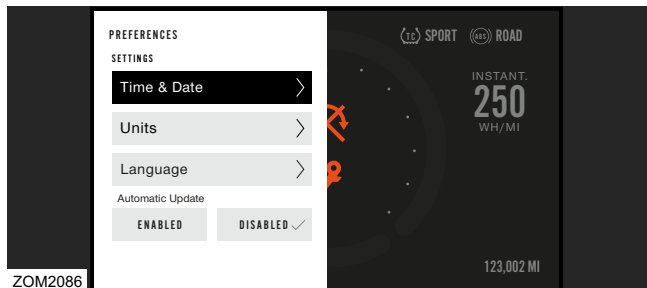 PREFERENCES
SETTINGS
Time & Date
Units
Language
Automatic Update
ENABLED DISABLED
TC SPORT ABS ROAD
INSTANT.
250
WH/MI
123,002 MI
ZOM2086